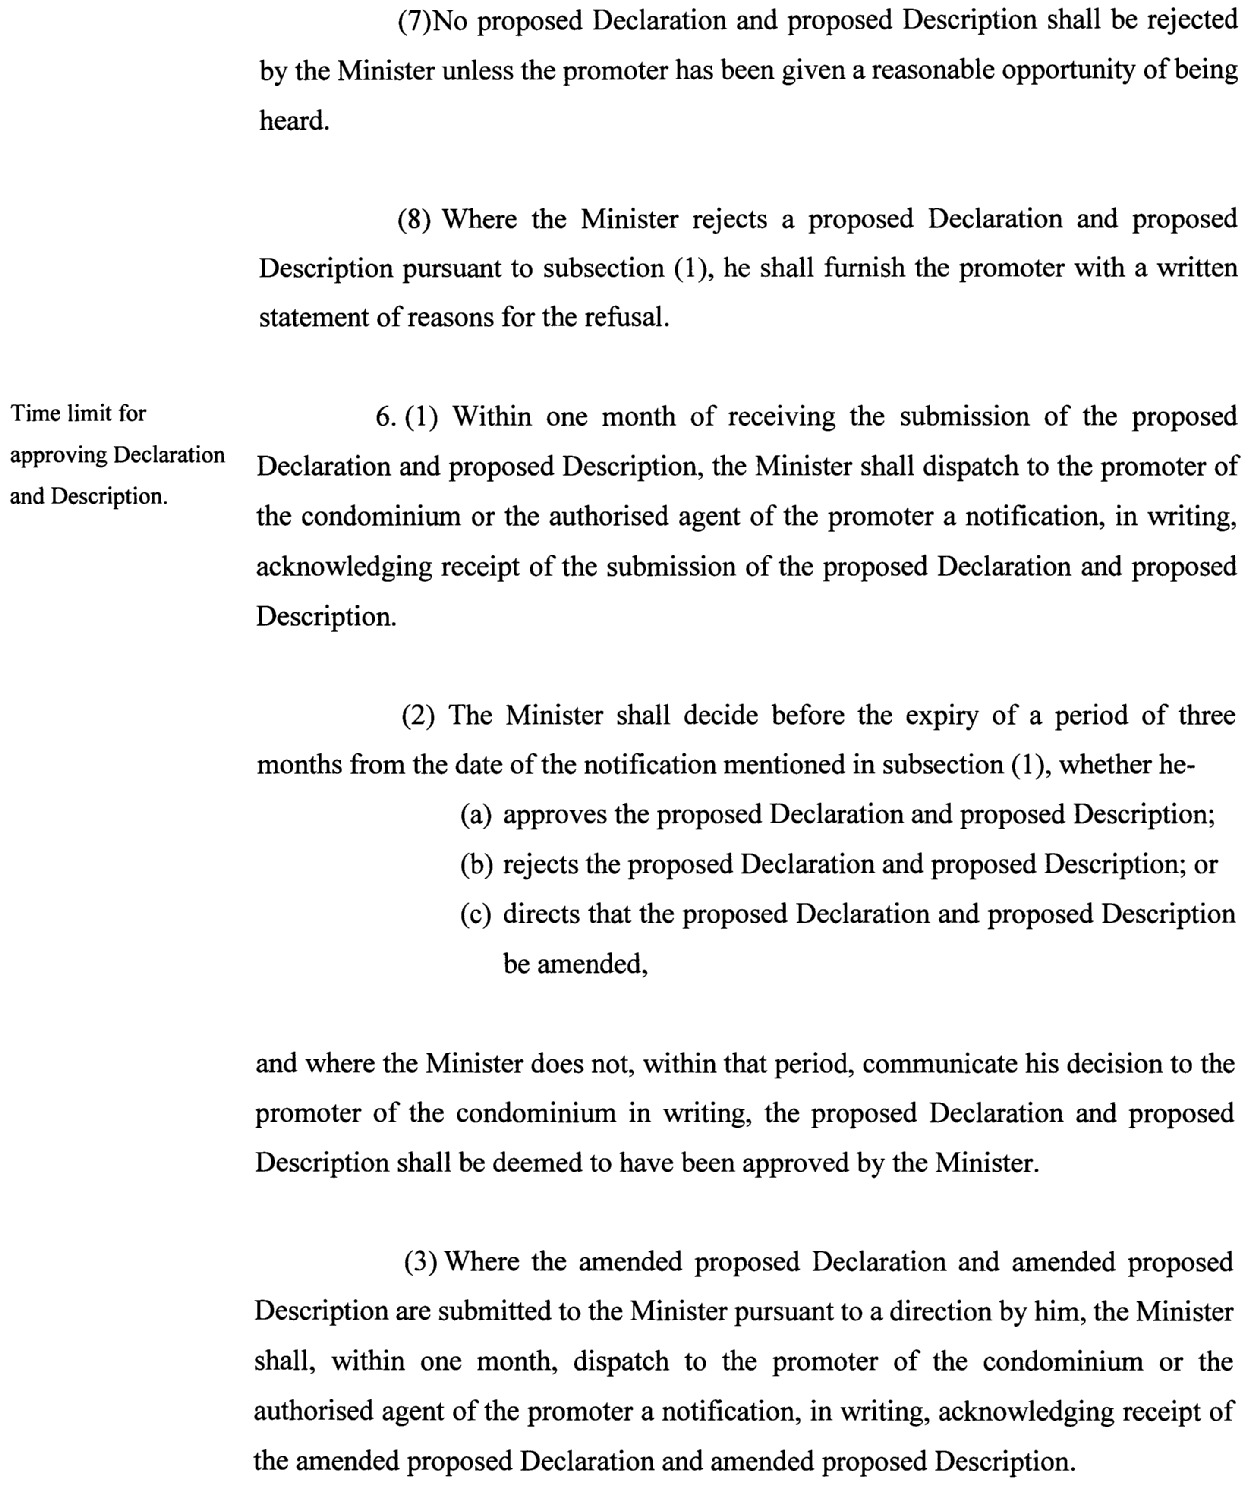 (7)No proposed Declaration and proposed Description shall be rejected
by the Minister unless the promoter has been given a reasonable opportunity of being
heard.
(8) Where the Minister rejects a proposed Declaration and proposed
Description pursuant to subsection (1), he shall furnish the promoter with a written
statement of reasons for the refusal.
Time limit for
approving Declaration
and Description.
6. (1) Within one month of receiving the submission of the proposed
Declaration and proposed Description, the Minister shall dispatch to the promoter of
the condominium or the authorised agent of the promoter a notification, in writing,
acknowledging receipt of the submission of the proposed Declaration and proposed
Description.
(2) The Minister shall decide before the expiry of a period of three
months from the date of the notification mentioned in subsection (1), whether he-
(a) approves the proposed Declaration and proposed Description;
(b) rejects the proposed Declaration and proposed Description; or
(c) directs that the proposed Declaration and proposed Description
be amended,
and where the Minister does not, within that period, communicate his decision to the
promoter of the condominium in writing, the proposed Declaration and proposed
Description shall be deemed to have been approved by the Minister.
(3) Where the amended proposed Declaration and amended proposed
Description are submitted to the Minister pursuant to a direction by him, the Minister
shall, within one month, dispatch to the promoter of the condominium or the
authorised agent of the promoter a notification, in writing, acknowledging receipt of
the amended proposed Declaration and amended proposed Description.